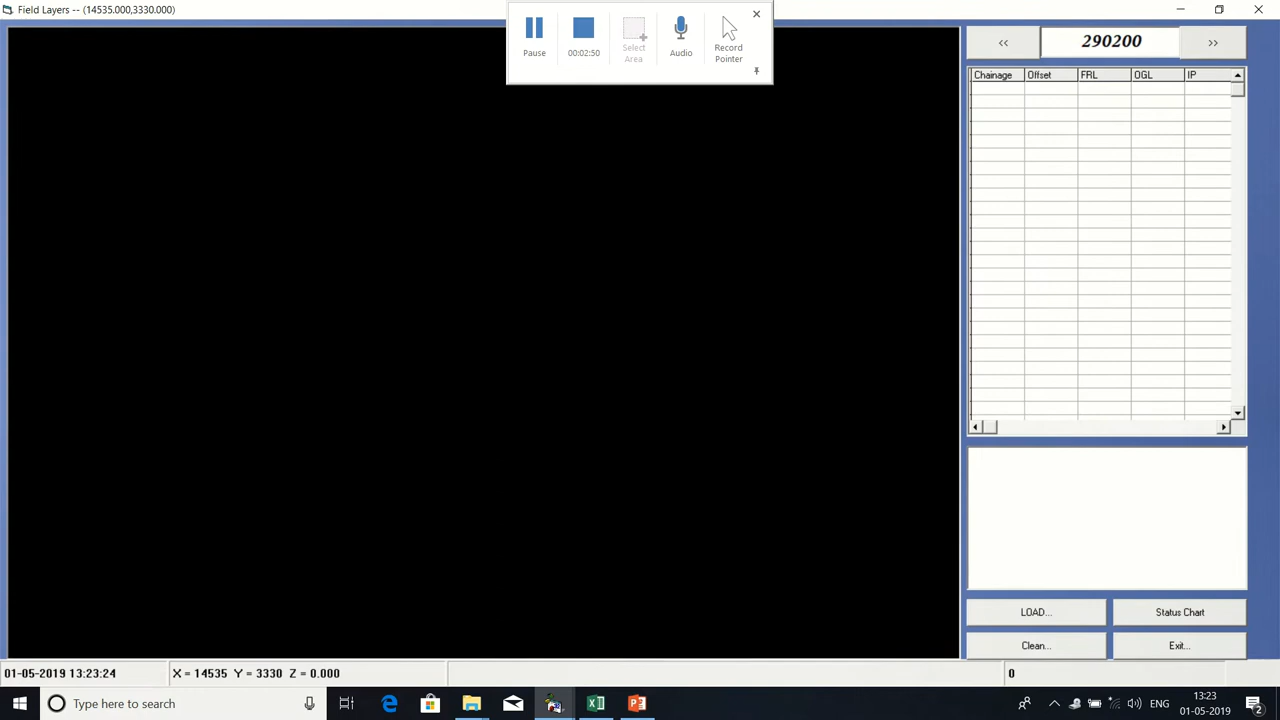 Field Layers -- (14535.000,3330.000)
Pause
00:02:50
Select
Area
Audio
Record
Pointer
<<
290200
>>
Chainage Offset FRL OGL IP
LOAD...
Status Chart
Clean...
Exit...
01-05-2019 13:23:24
X = 14535 Y = 3330 Z = 0.000
0
Type here to search
ENG
13:23
01-05-2019
2